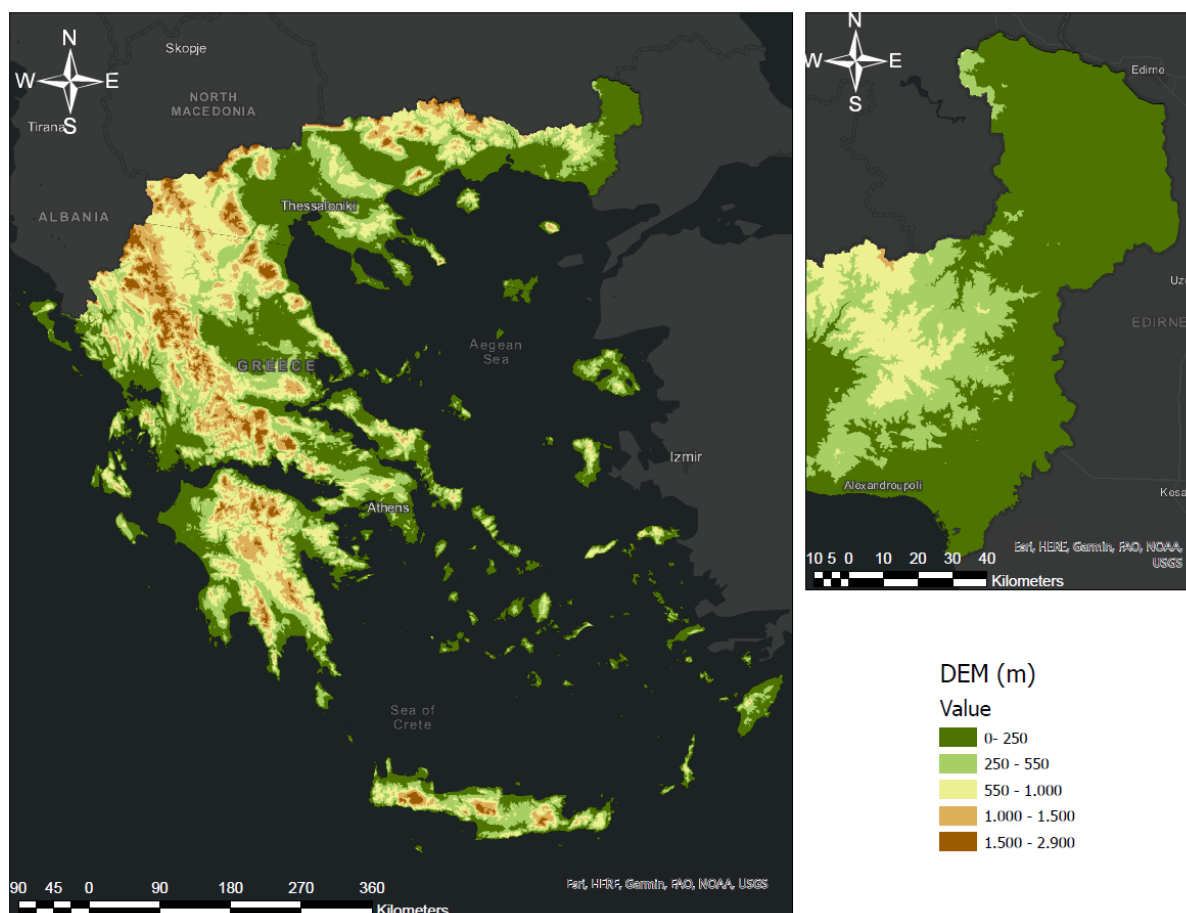 N
W E
S
Skopje
NORTH
MACEDONIA
Tirana
ALBANIA
Thessaloniki
GREECE
Aegean
Sea
Izmir
Athens
Sea of
Crete
90 45 0 90 180 270 360
Kilometers
Esri, HERE, Garmin, FAO, NOAA, USGS
N
W E
S
Uzu
EDIRNE
Alexandroupoli
Kesa
Esri, HERE, Garmin, FAO, NOAA,
USGS
10 5 0 10 20 30 40
Kilometers
DEM (m)
Value
0- 250
250 - 550
550 - 1.000
1.000 - 1.500
1.500 - 2.900